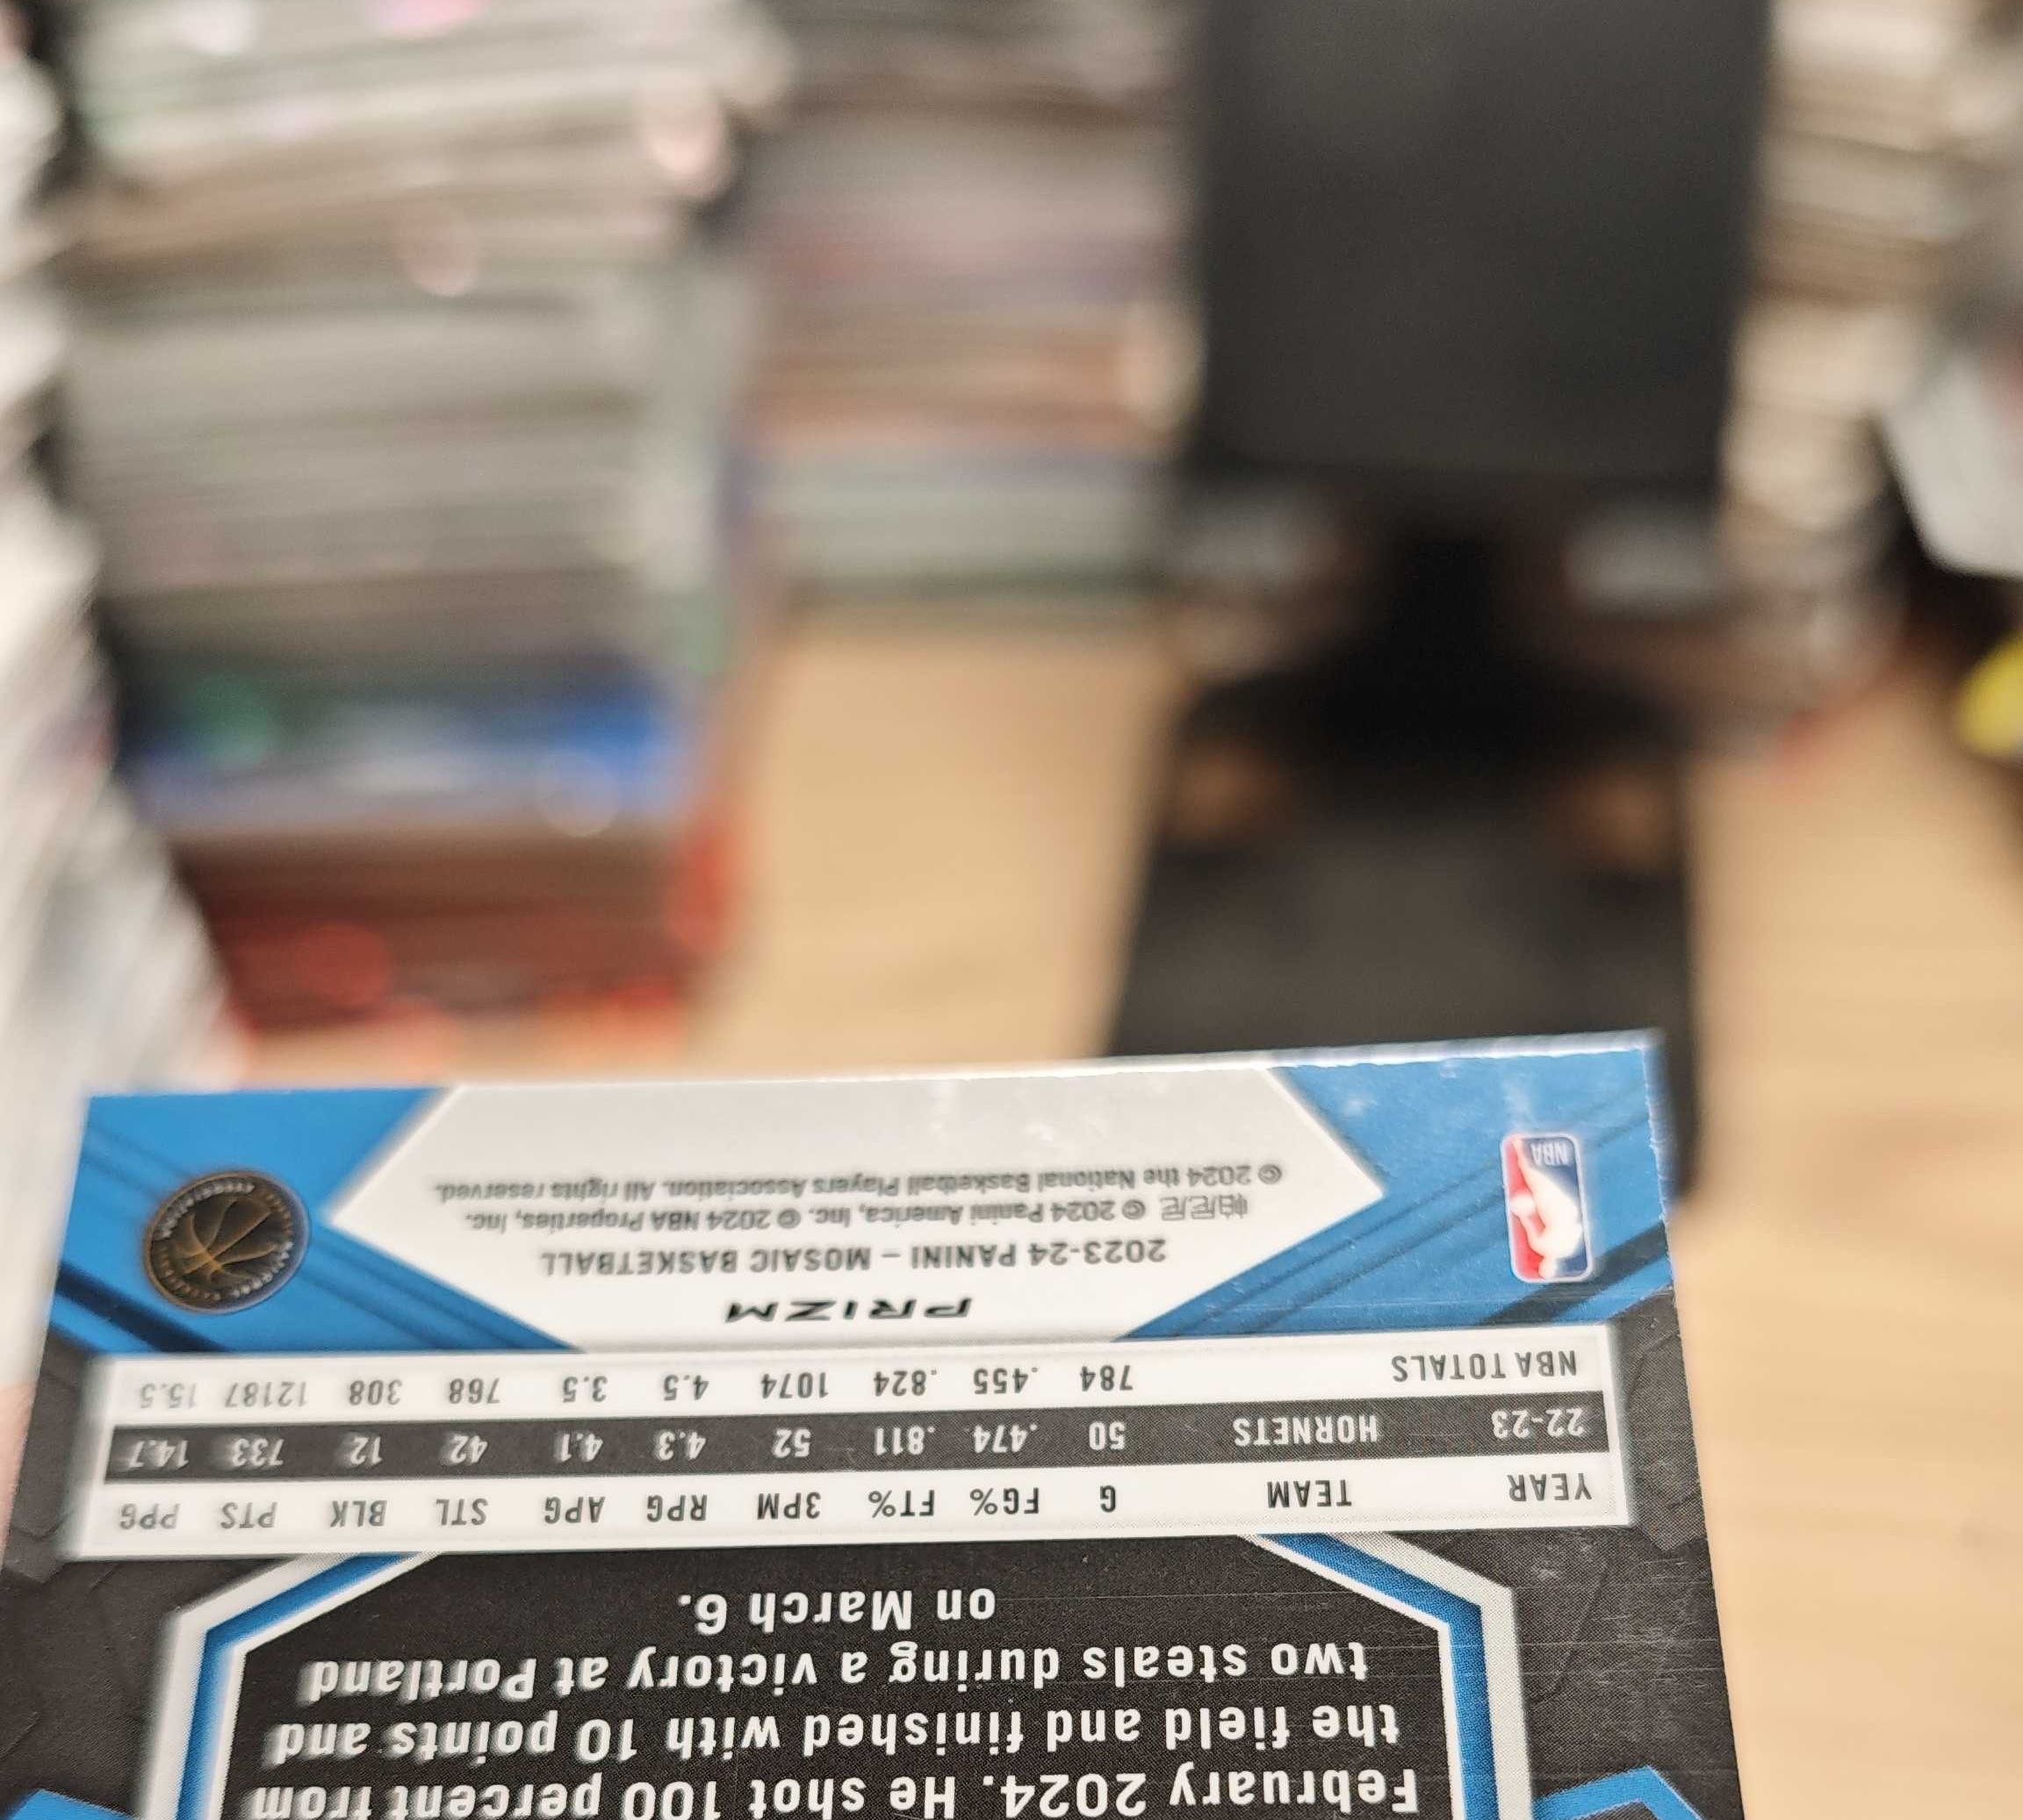 February 2024. He shot 100 percent from
the field and finished with 10 points and
two steals during a victory at Portland
on March 6.
YEAR TEAM G FG% FT% 3PM RPG APG STL BLK PTS PPG
22-23 HORNETS 50 .474 .811 52 4.3 4.1 42 12 733 14.7
NBA TOTALS 784 .455 .824 1074 4.5 3.5 768 308 12187 15.5
PRIZM
2023-24 PANINI – MOSAIC BASKETBALL
帕尼尼 © 2024 Panini America, Inc. © 2024 NBA Properties, Inc.
© 2024 the National Basketball Players Association. All rights reserved.
NBA